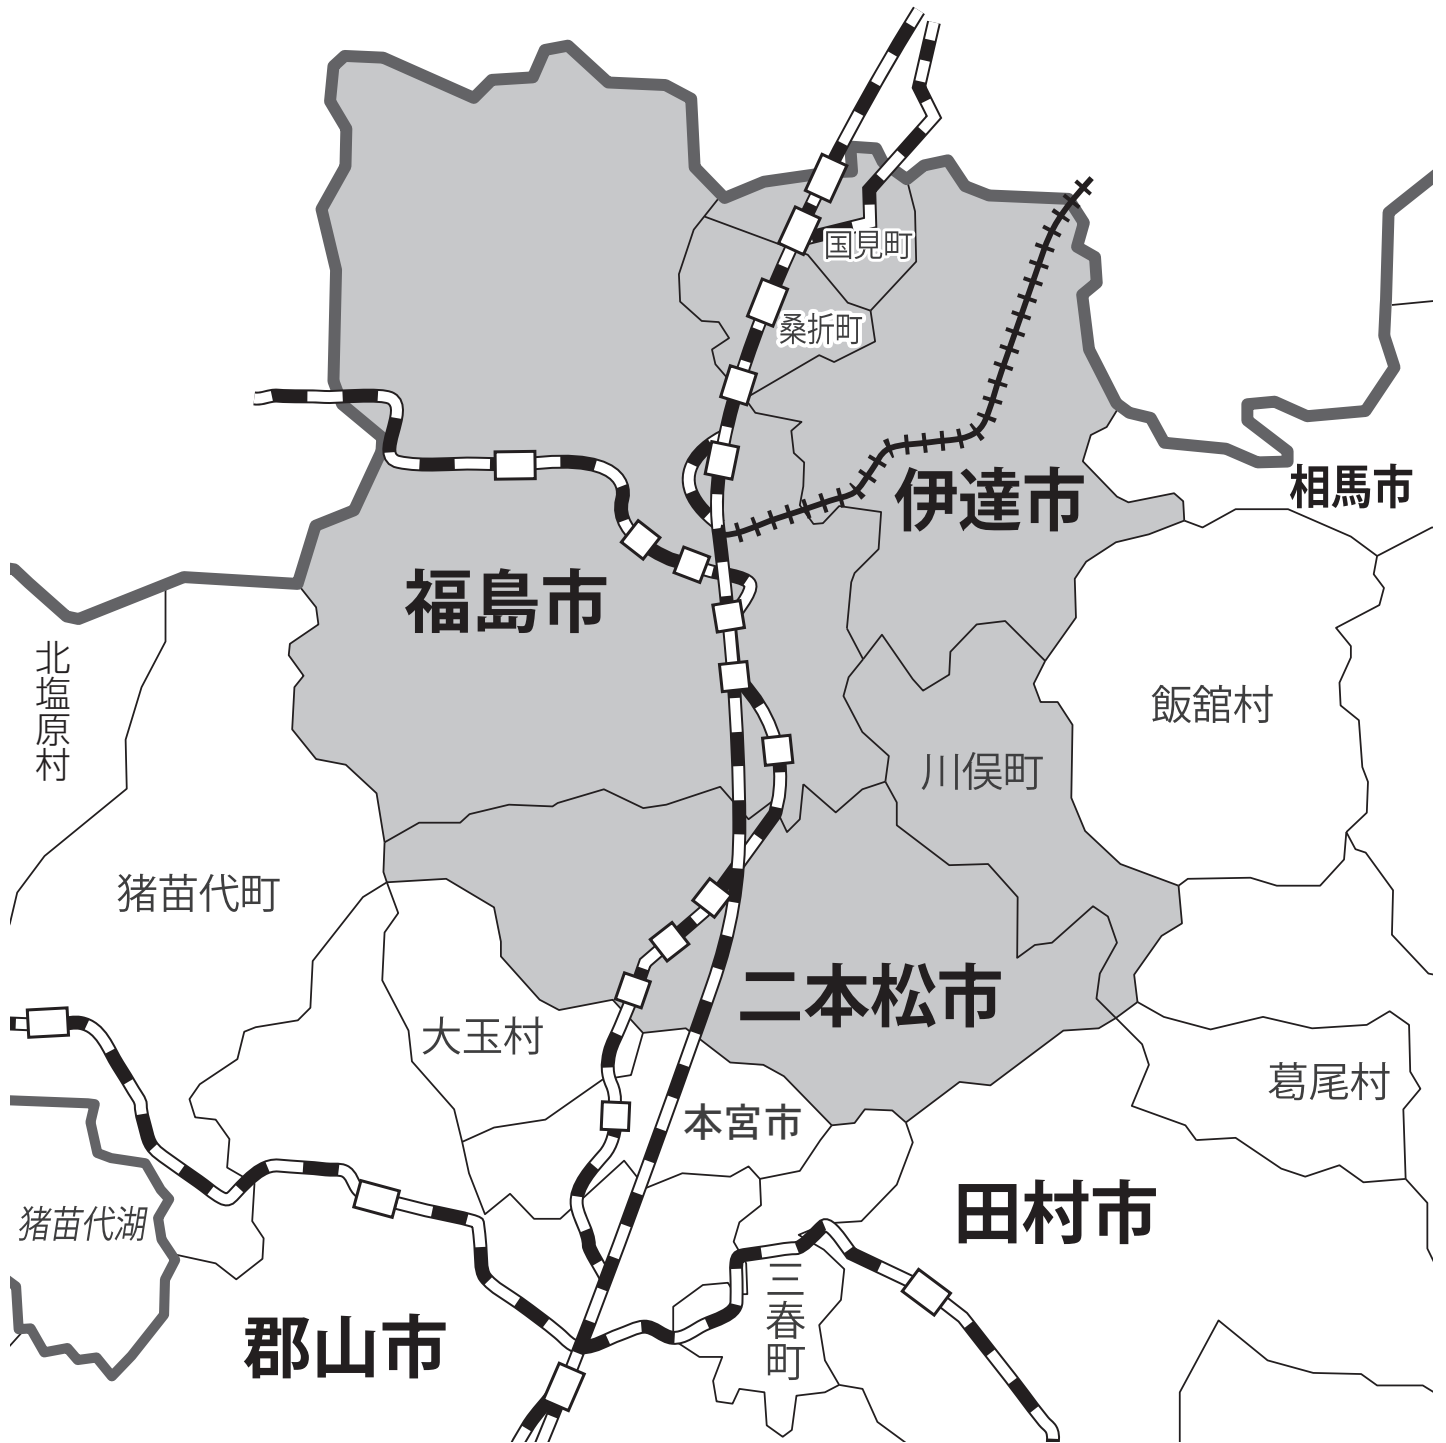 国見町
桑折町
伊達市
相馬市
福島市
北塩原村
飯舘村
川俣町
猪苗代町
二本松市
大玉村
葛尾村
本宮市
田村市
猪苗代湖
三春町
郡山市